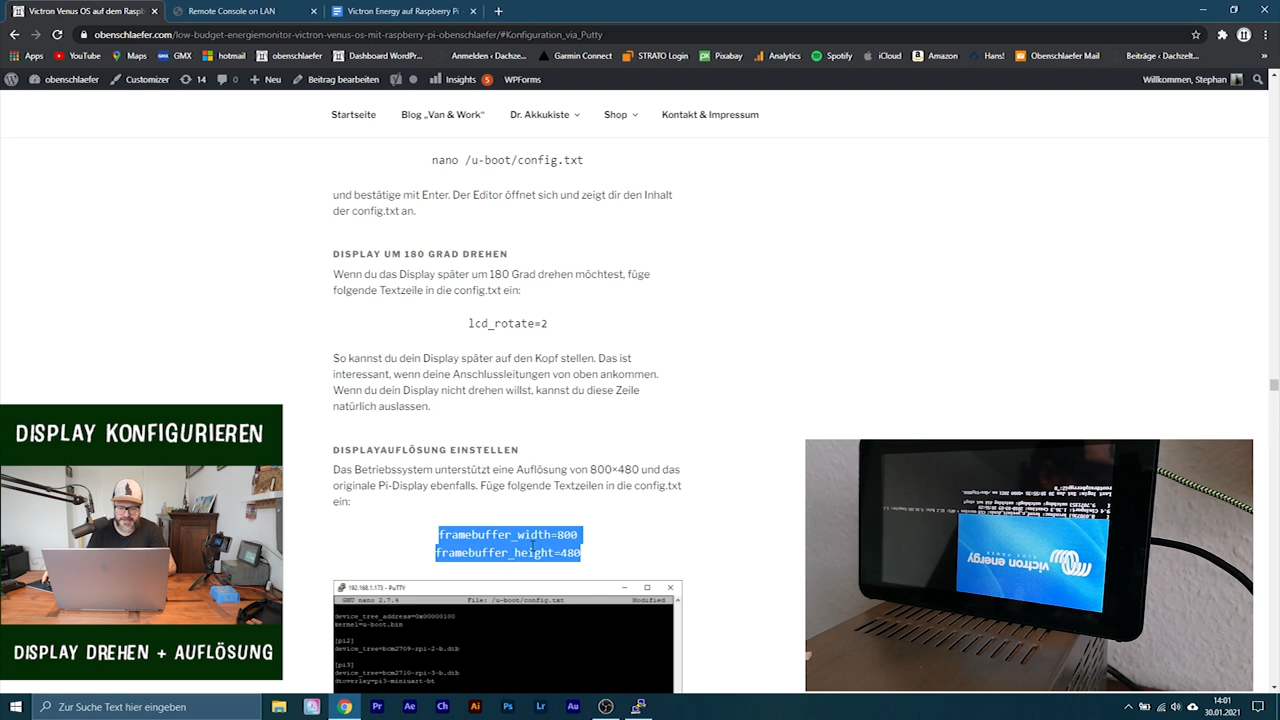 Victron Venus OS auf dem Rasp
Remote Console on LAN
Victron Energy auf Raspberry Pi
obenschlaefer.com/low-budget-energiemonitor-victron-venus-os-mit-raspberry-pi-obenschlaefer/#Konfiguration_via_Putty
Apps
YouTube
Maps
GMX
hotmail
Dashboard ‹ WordPr...
Anmelden ‹ Dachze...
Garmin Connect
STRATO Login
Pixabay
Analytics
Spotify
iCloud
Amazon
Hans!
Obenschlaefer Mail
Beiträge ‹ Dachzelt...
obenschlaefer
Customizer
14
0
Neu
Beitrag bearbeiten
Insights 5
WPForms
Willkommen, Stephan
Startseite
Blog „Van & Work“
Dr. Akkukiste
Shop
Kontakt & Impressum
nano /u-boot/config.txt
und bestätige mit Enter. Der Editor öffnet sich und zeigt dir den Inhalt
der config.txt an.
DISPLAY UM 180 GRAD DREHEN
Wenn du das Display später um 180 Grad drehen möchtest, füge
folgende Textzeile in die config.txt ein:
lcd_rotate=2
So kannst du dein Display später auf den Kopf stellen. Das ist
interessant, wenn deine Anschlussleitungen von oben ankommen.
Wenn du dein Display nicht drehen willst, kannst du diese Zeile
natürlich auslassen.
DISPLAYAUFLÖSUNG EINSTELLEN
Das Betriebssystem unterstützt eine Auflösung von 800×480 und das
originale Pi-Display ebenfalls. Füge folgende Textzeilen in die config.txt
ein:
framebuffer_width=800
framebuffer_height=480
192.168.1.173 - PuTTY
GNU nano 2.7.4 File: /u-boot/config.txt Modified
device_tree_address=0x00000100
kernel=u-boot.bin
[pi2]
device_tree=bcm2709-rpi-2-b.dtb
[pi3]
device_tree=bcm2710-rpi-3-b.dtb
dtoverlay=pi3-miniuart-bt
DISPLAY KONFIGURIEREN
DISPLAY DREHEN + AUFLÖSUNG
victron energy
Zur Suche Text hier eingeben
Pr
Ae
Ch
Ai
Ps
Lr
Au
14:01
30.01.2021